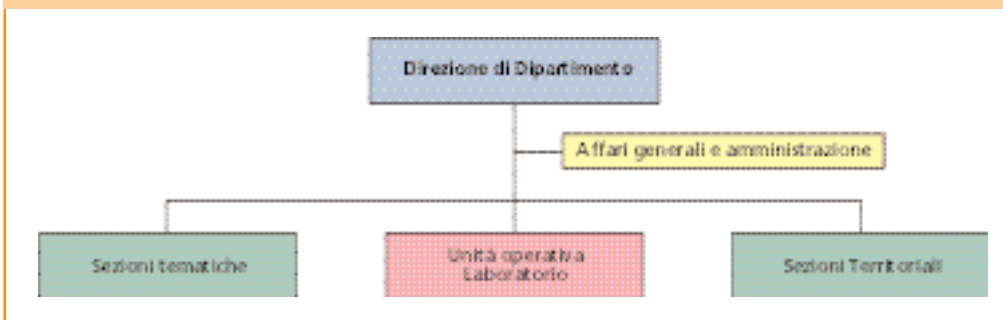 Direzione di Dipartimento
Affari generali e amministrazione
Sezioni tematiche
Unità operativa
Laboratorio
Sezioni Territoriali